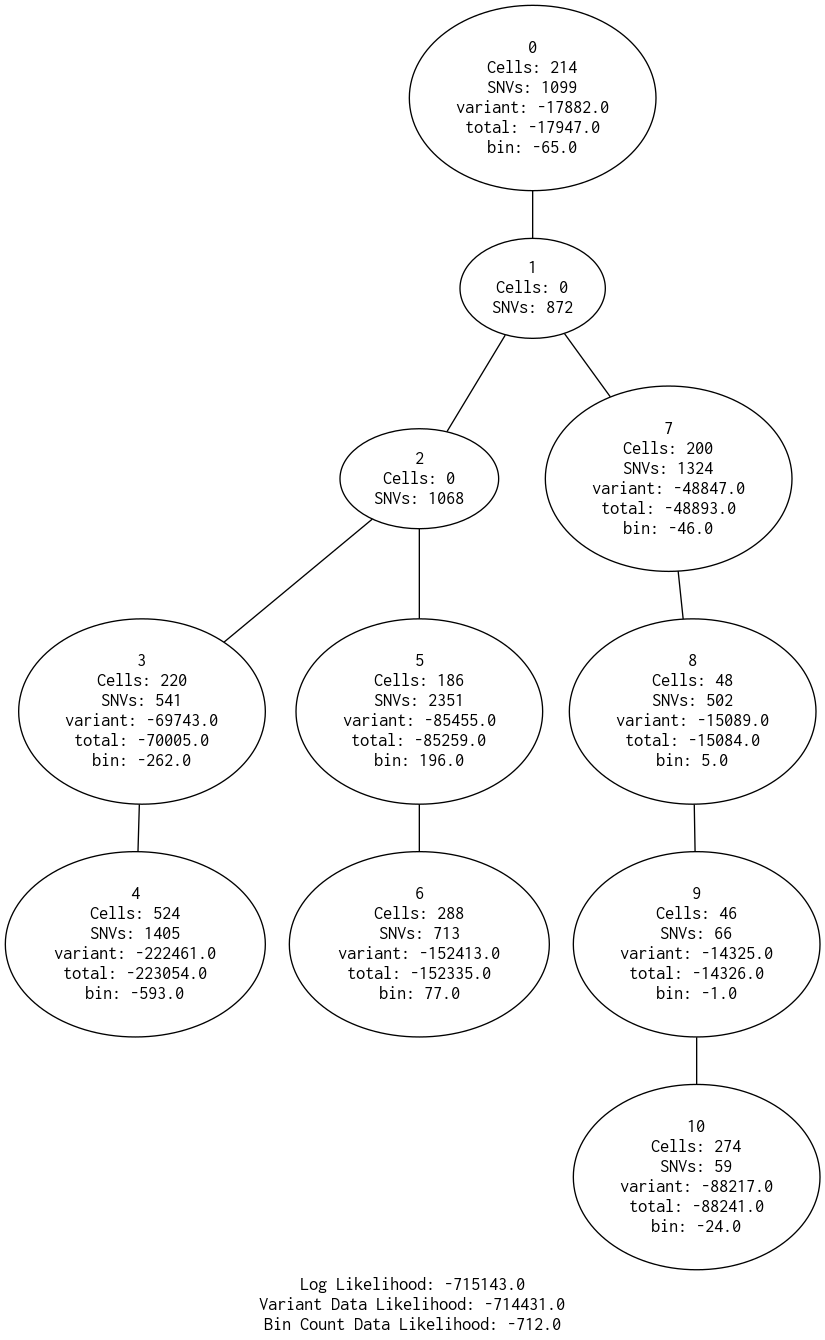 0
Cells: 214
SNVs: 1099
variant: -17882.0
total: -17947.0
bin: -65.0
1
Cells: 0
SNVs: 872
2
Cells: 0
SNVs: 1068
7
Cells: 200
SNVs: 1324
variant: -48847.0
total: -48893.0
bin: -46.0
3
Cells: 220
SNVs: 541
variant: -69743.0
total: -70005.0
bin: -262.0
5
Cells: 186
SNVs: 2351
variant: -85455.0
total: -85259.0
bin: 196.0
8
Cells: 48
SNVs: 502
variant: -15089.0
total: -15084.0
bin: 5.0
4
Cells: 524
SNVs: 1405
variant: -222461.0
total: -223054.0
bin: -593.0
6
Cells: 288
SNVs: 713
variant: -152413.0
total: -152335.0
bin: 77.0
9
Cells: 46
SNVs: 66
variant: -14325.0
total: -14326.0
bin: -1.0
10
Cells: 274
SNVs: 59
variant: -88217.0
total: -88241.0
bin: -24.0
Log Likelihood: -715143.0
Variant Data Likelihood: -714431.0
Bin Count Data Likelihood: -712.0